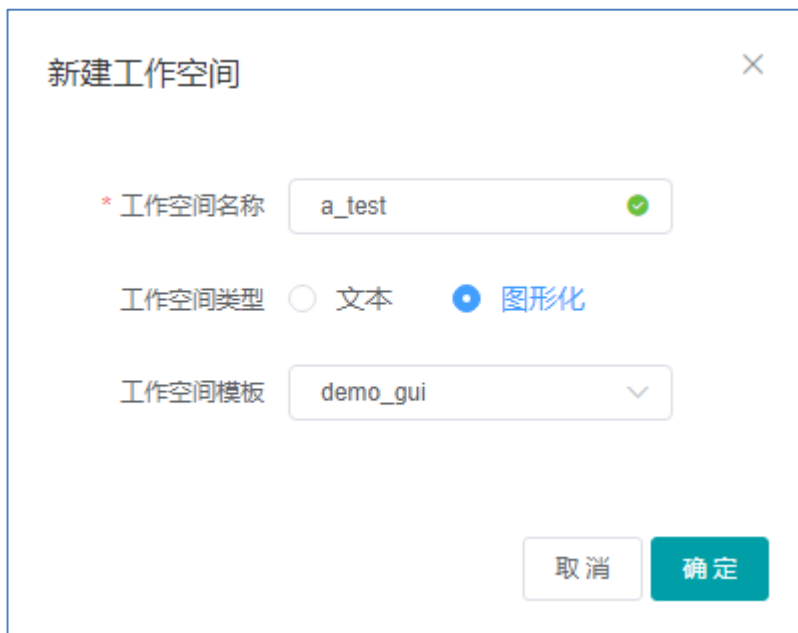 新建工作空间
* 工作空间名称 a_test
工作空间类型 文本 图形化
工作空间模板 demo_gui
取消 确定